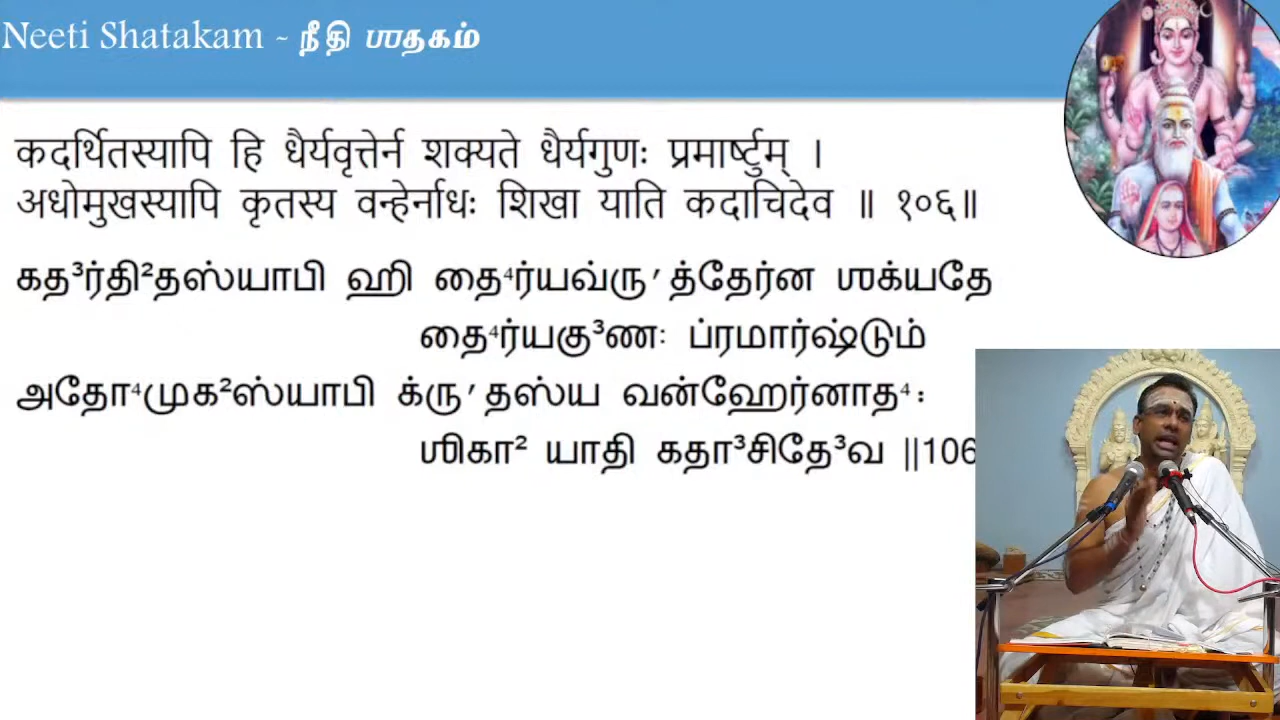 Neeti Shatakam - நீதி ஶதகம்
कदर्थितस्यापि हि धैर्यवृत्तेर्न शक्यते धैर्यगुणः प्रमार्ष्टुम् ।
अधोमुखस्यापि कृतस्य वन्हेर्नाधः शिखा याति कदाचिदेव ॥ १०६॥
கத³ர்தி²தஸ்யாபி ஹி தை⁴ர்யவ்ரு’த்தேர்ன ஶக்யதே
தை⁴ர்யகு³ண: ப்ரமார்ஷ்டும்
அதோ⁴முக²ஸ்யாபி க்ரு’தஸ்ய வன்ஹேர்னாத⁴:
ஶிகா² யாதி கதா³சிதே³வ ||106